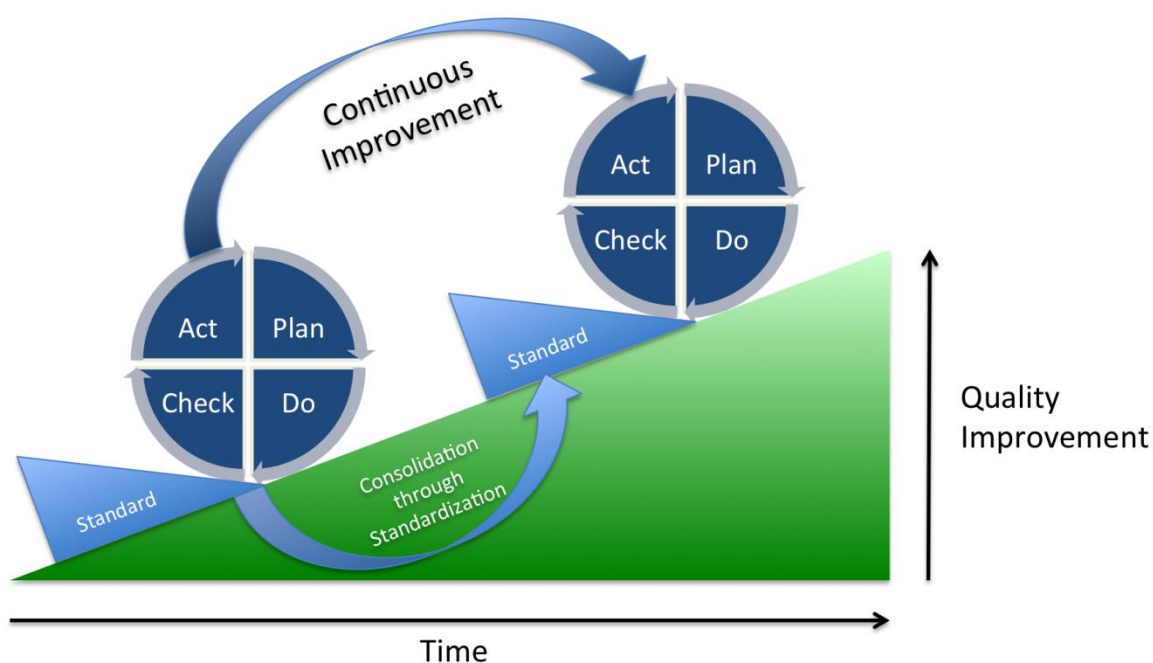 Continuous
Improvement
Act
Plan
Check
Do
Act
Plan
Check
Do
Standard
Standard
Consolidation
through
Standardization
Quality
Improvement
Time